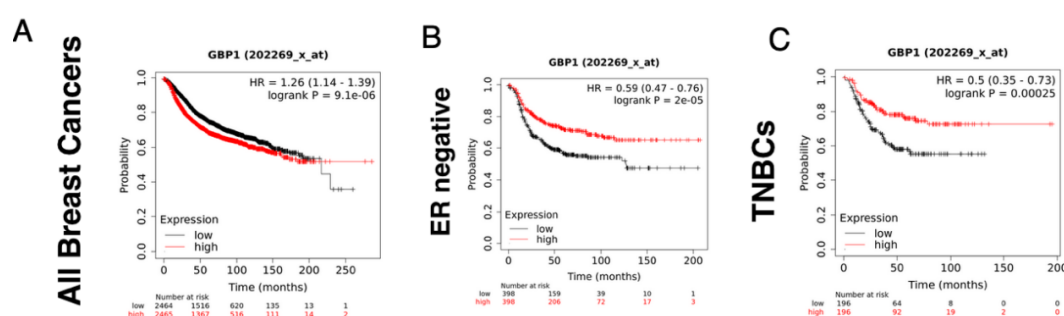 A
All Breast Cancers
GBP1 (202269_x_at)
HR = 1.26 (1.14 - 1.39)
logrank P = 9.1e-06
Probability
1.0
0.8
0.6
0.4
0.2
0.0
Expression
low
high
0 50 100 150 200 250
Time (months)
Number at risk
low 2464 1516 620 135 13 1
high 2465 1367 516 111 14 2
B
ER negative
GBP1 (202269_x_at)
HR = 0.59 (0.47 - 0.76)
logrank P = 2e-05
Probability
1.0
0.8
0.6
0.4
0.2
0.0
Expression
low
high
0 50 100 150 200
Time (months)
Number at risk
low 398 159 39 10 1
high 398 206 72 17 3
C
TNBCs
GBP1 (202269_x_at)
HR = 0.5 (0.35 - 0.73)
logrank P = 0.00025
Probability
1.0
0.8
0.6
0.4
0.2
0.0
Expression
low
high
0 50 100 150 200
Time (months)
Number at risk
low 196 64 8 0 0
high 196 92 19 2 0